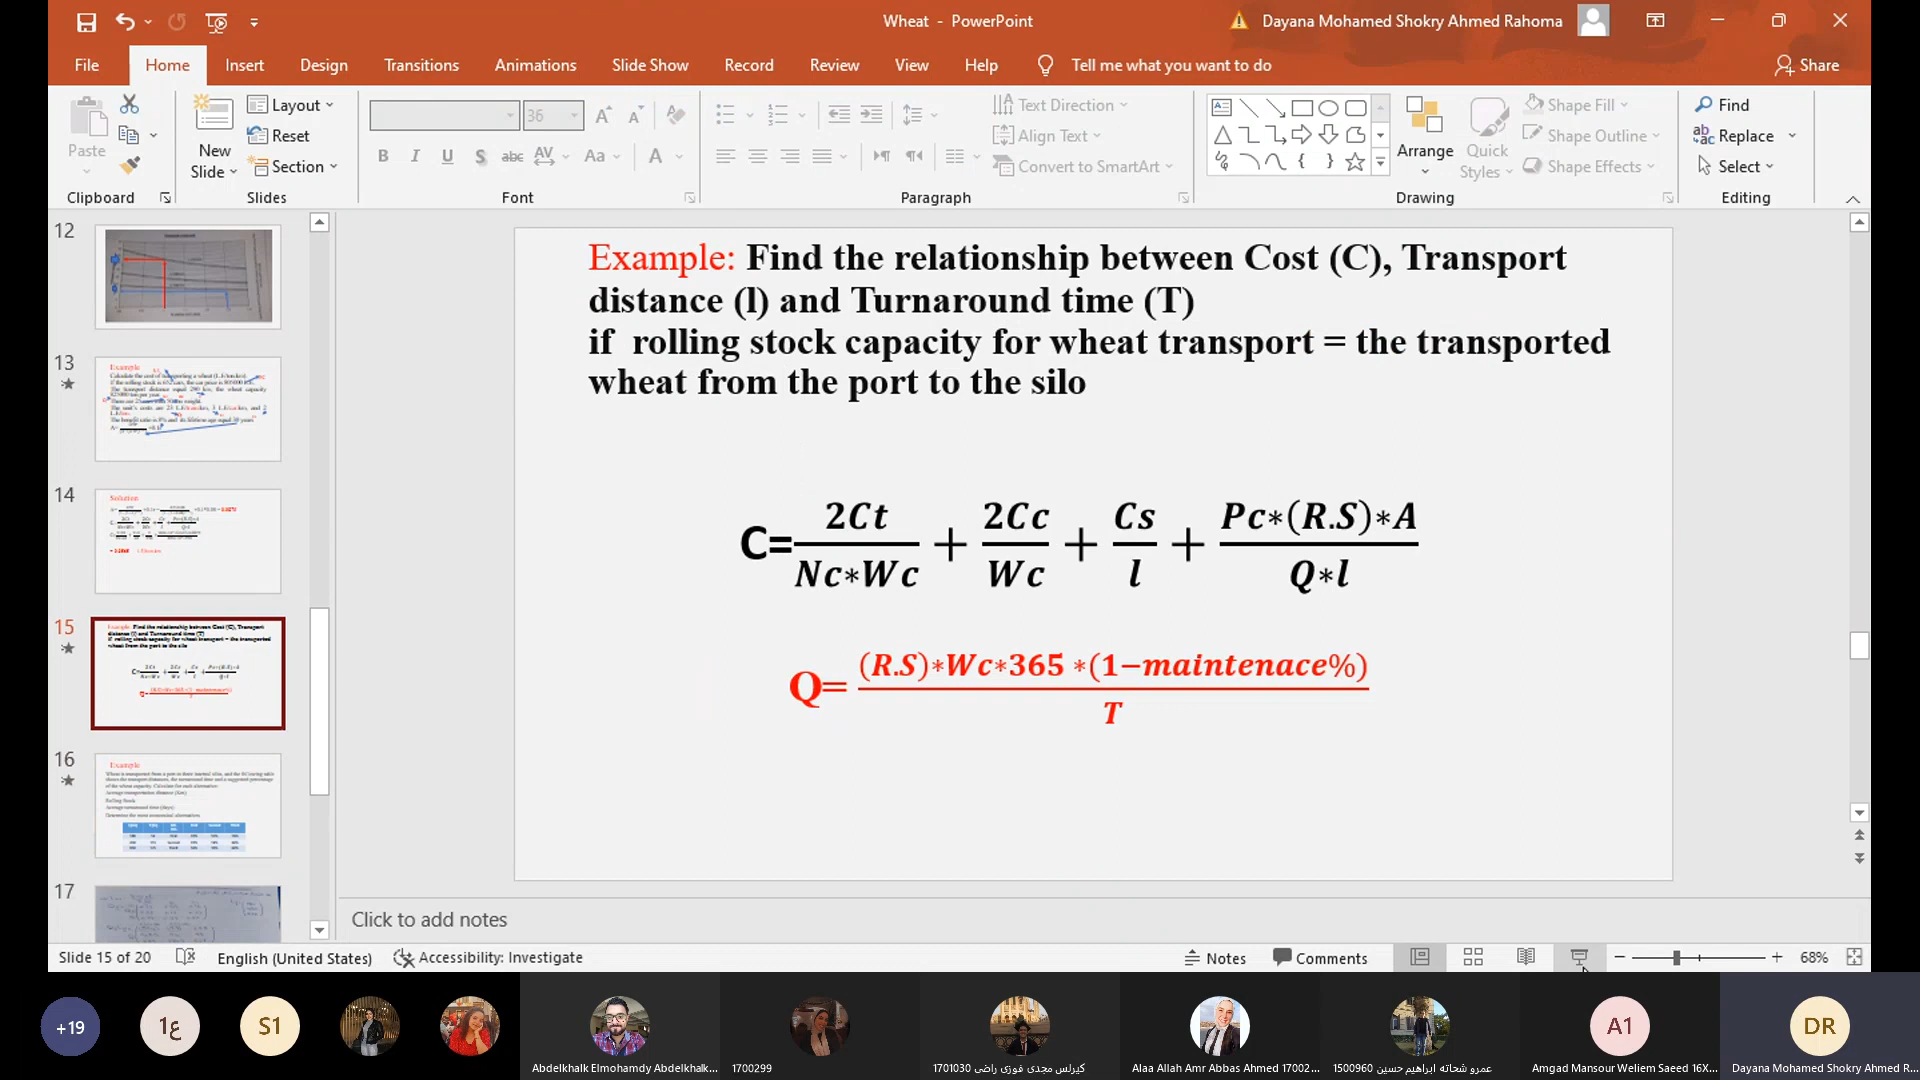 Wheat - PowerPoint
Dayana Mohamed Shokry Ahmed Rahoma
File Home Insert Design Transitions Animations Slide Show Record Review View Help Tell me what you want to do Share
Paste
Clipboard
New Slide
Layout
Reset
Section
Slides
36
B I U S abc AV Aa A
Font
Text Direction
Align Text
Convert to SmartArt
Paragraph
Arrange
Quick Styles
Shape Fill
Shape Outline
Shape Effects
Drawing
Find
Replace
Select
Editing
12
13
14
Solution
15
16
Example
17
Example: Find the relationship between Cost (C), Transport
distance (l) and Turnaround time (T)
if rolling stock capacity for wheat transport = the transported
wheat from the port to the silo
C=2Ct/Nc*Wc + 2Cc/Wc + Cs/l + Pc*(R.S)*A/Q*l
Q= (R.S)*Wc*365 *(1-maintenace%)/T
Click to add notes
Slide 15 of 20 English (United States) Accessibility: Investigate Notes Comments 68%
+19
1ع
S1
A1
DR
Abdelkhalk Elmohamdy Abdelkhalk...
1700299
كيرلس مجدى فوزى راضى 1701030
Alaa Allah Amr Abbas Ahmed 17002...
عمرو شحاته ابراهيم حسين 1500960
Amgad Mansour Weliem Saeed 16X...
Dayana Mohamed Shokry Ahmed R...